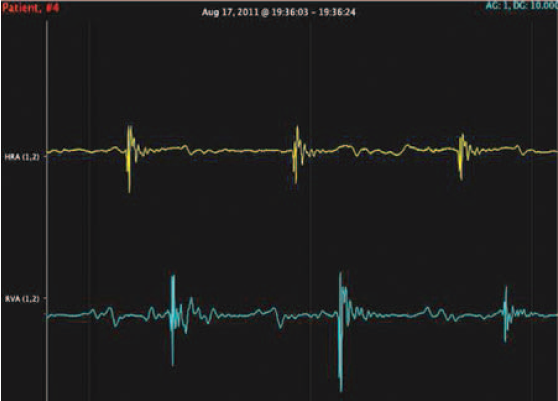 Patient, #4
Aug 17, 2011 @ 19:36:03 - 19:36:24
AG: 1, DG: 10.000
HRA (1,2)
RVA (1,2)